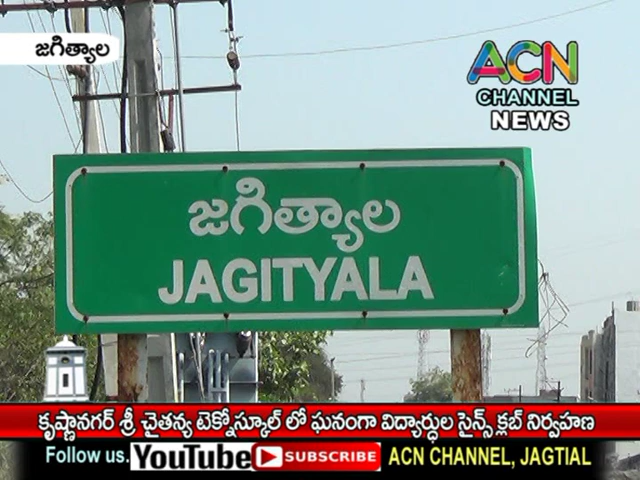 జగిత్యాల
ACN
CHANNEL
NEWS
జగిత్యాల
JAGITYALA
కృష్ణానగర్ శ్రీ చైతన్య టెక్నోస్కూల్ లో ఘనంగా విద్యార్థుల సైన్స్ క్లబ్ నిర్వహణ
Follow us. YouTube SUBSCRIBE ACN CHANNEL, JAGTIAL